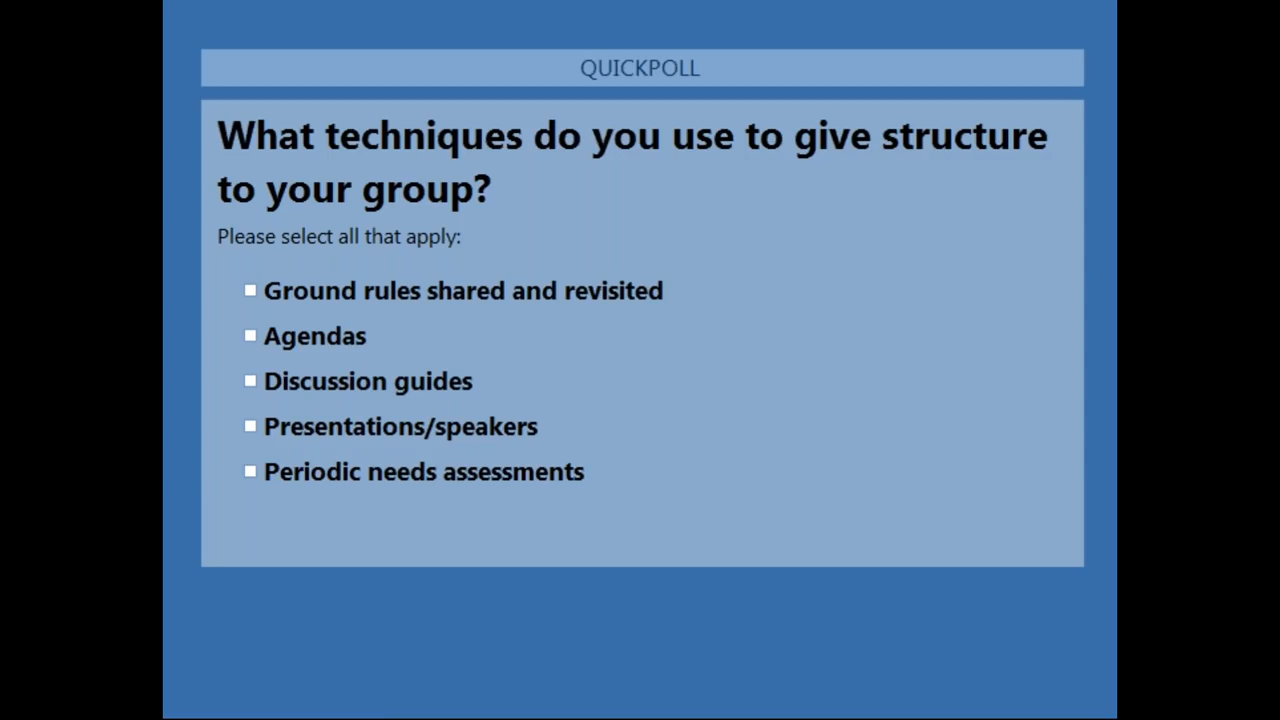 QUICKPOLL
What techniques do you use to give structure
to your group?
Please select all that apply:
Ground rules shared and revisited
Agendas
Discussion guides
Presentations/speakers
Periodic needs assessments